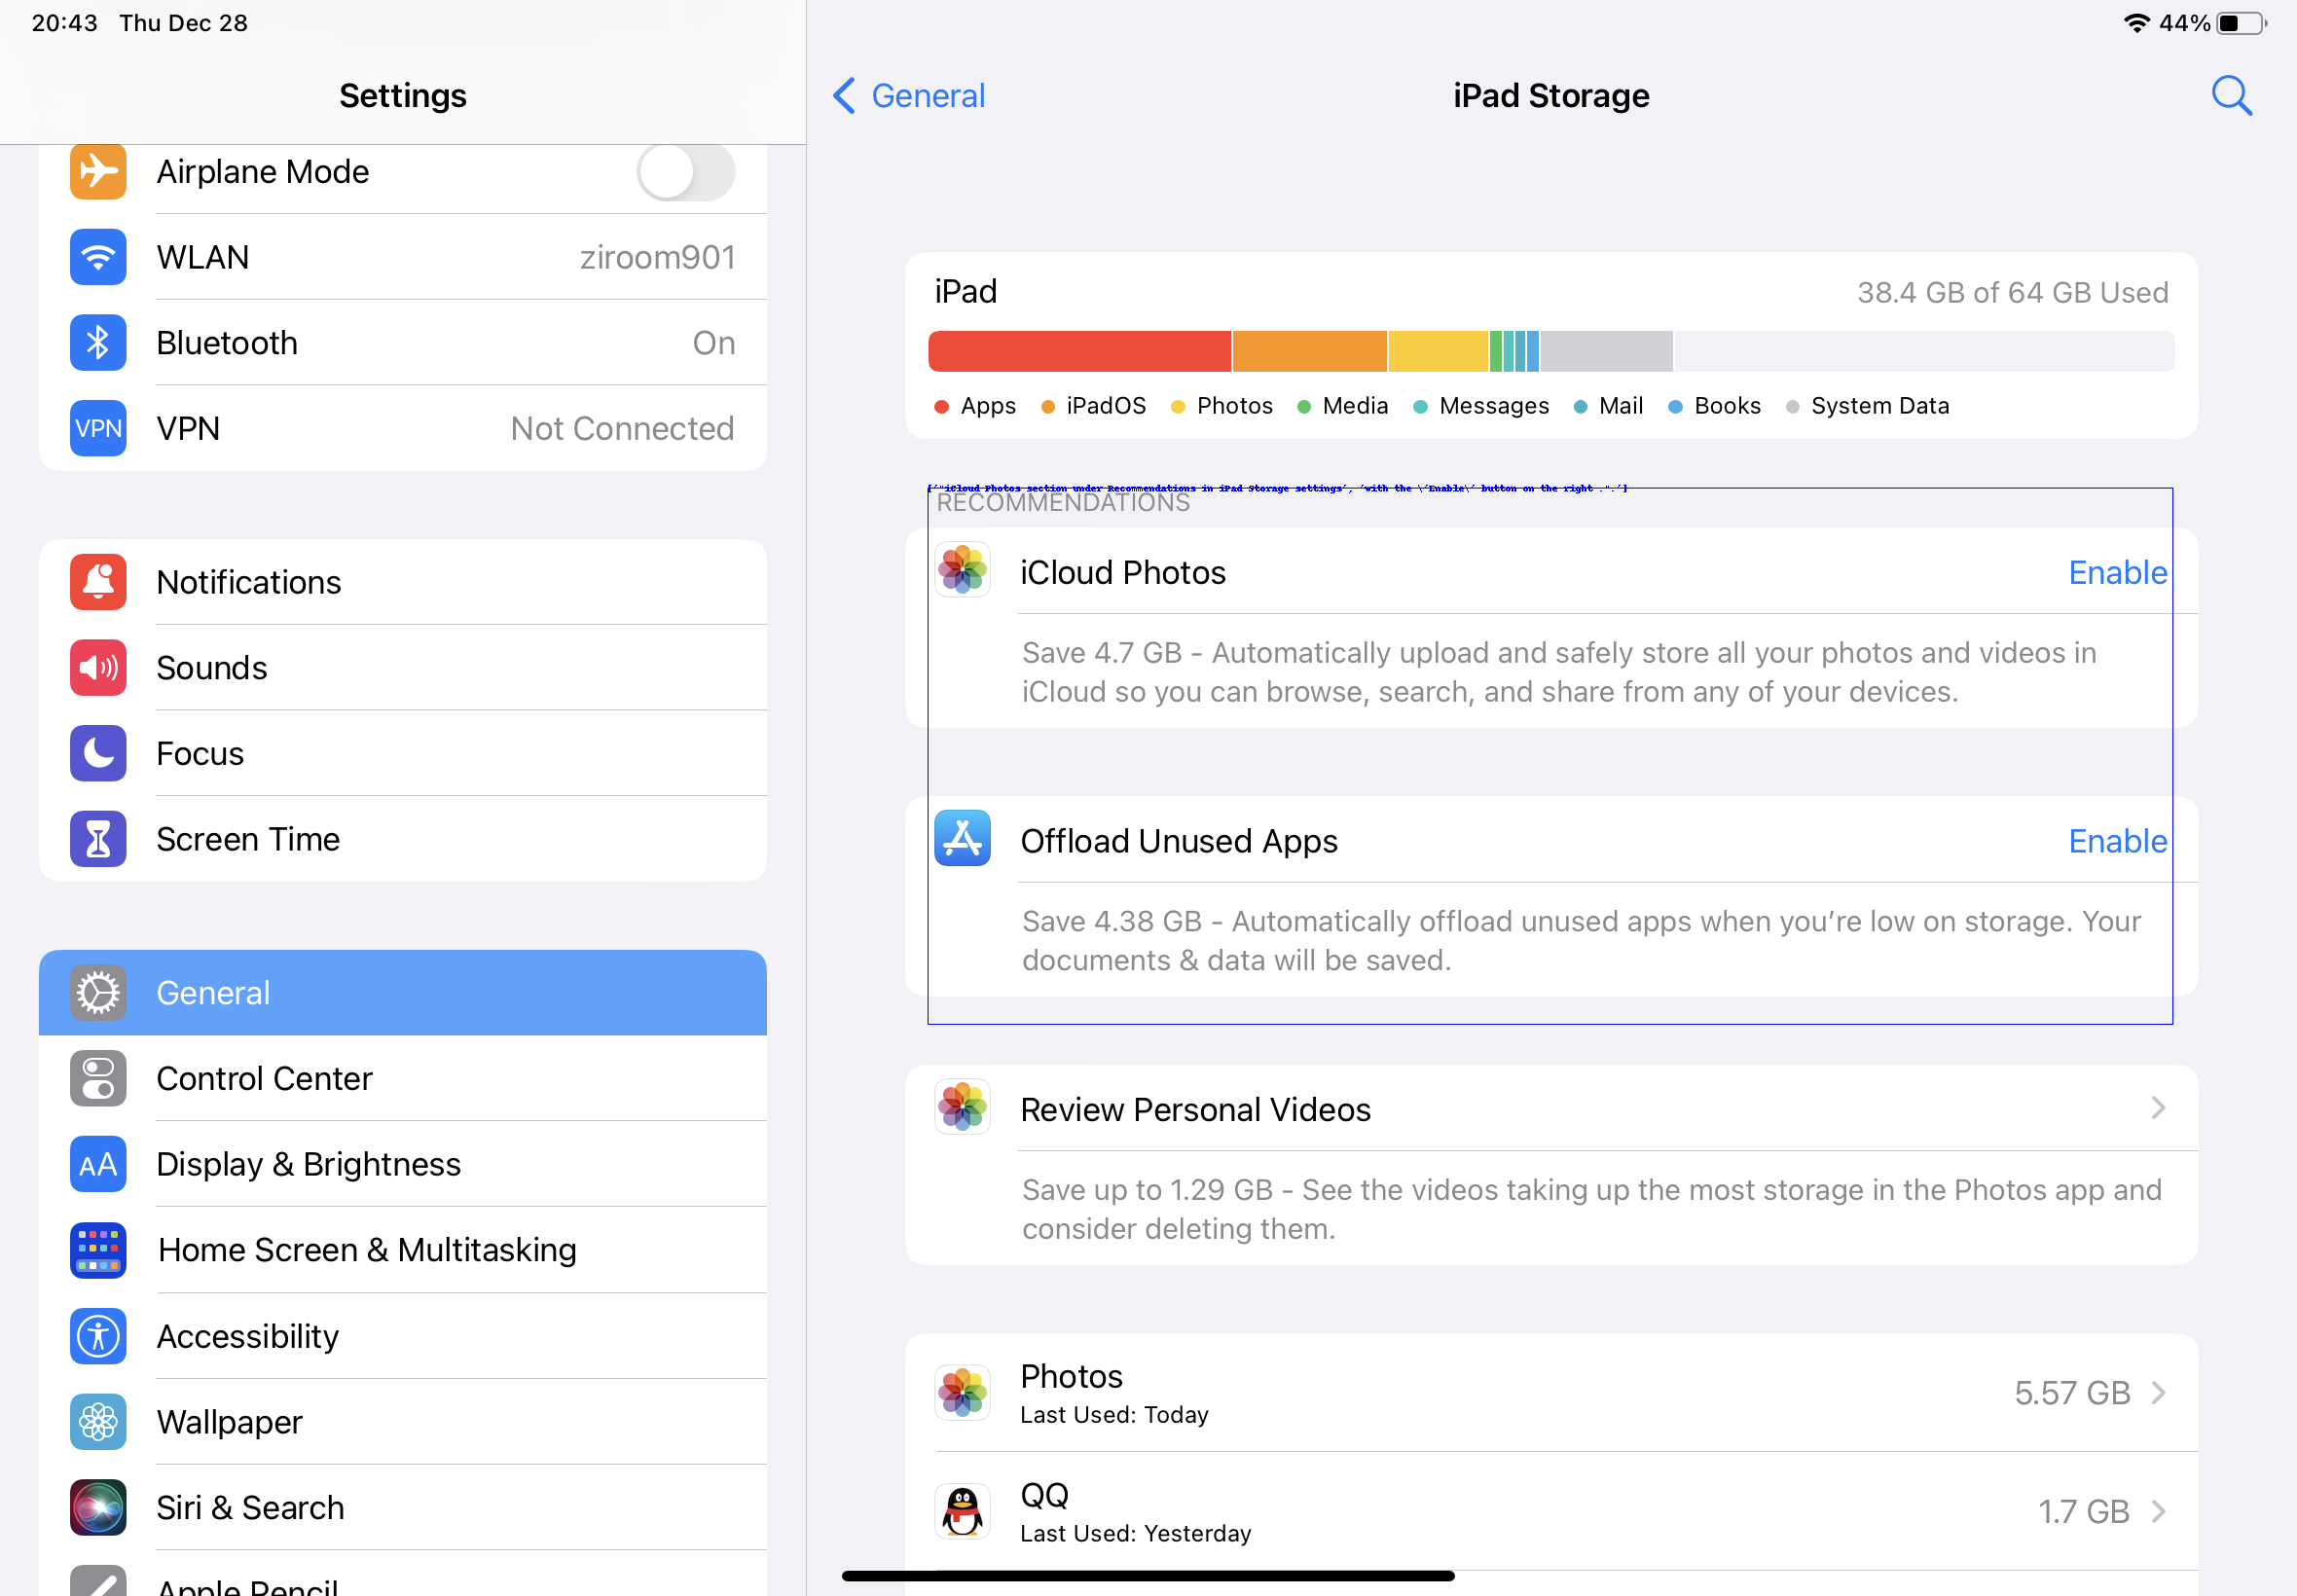 20:43 Thu Dec 28
44%
Settings
Airplane Mode
WLAN ziroom901
Bluetooth On
VPN VPN Not Connected
Notifications
Sounds
Focus
Screen Time
General
Control Center
AA Display & Brightness
Home Screen & Multitasking
Accessibility
Wallpaper
Siri & Search
Apple Pencil
General
iPad Storage
iPad 38.4 GB of 64 GB Used
Apps iPadOS Photos Media Messages Mail Books System Data
['"iCloud Photos section under Recommendations in iPad Storage settings', 'with the \'Enable\' button on the right .".']
RECOMMENDATIONS
iCloud Photos Enable
Save 4.7 GB - Automatically upload and safely store all your photos and videos in
iCloud so you can browse, search, and share from any of your devices.
Offload Unused Apps Enable
Save 4.38 GB - Automatically offload unused apps when you’re low on storage. Your
documents & data will be saved.
Review Personal Videos
Save up to 1.29 GB - See the videos taking up the most storage in the Photos app and
consider deleting them.
Photos
Last Used: Today
5.57 GB
QQ
Last Used: Yesterday
1.7 GB